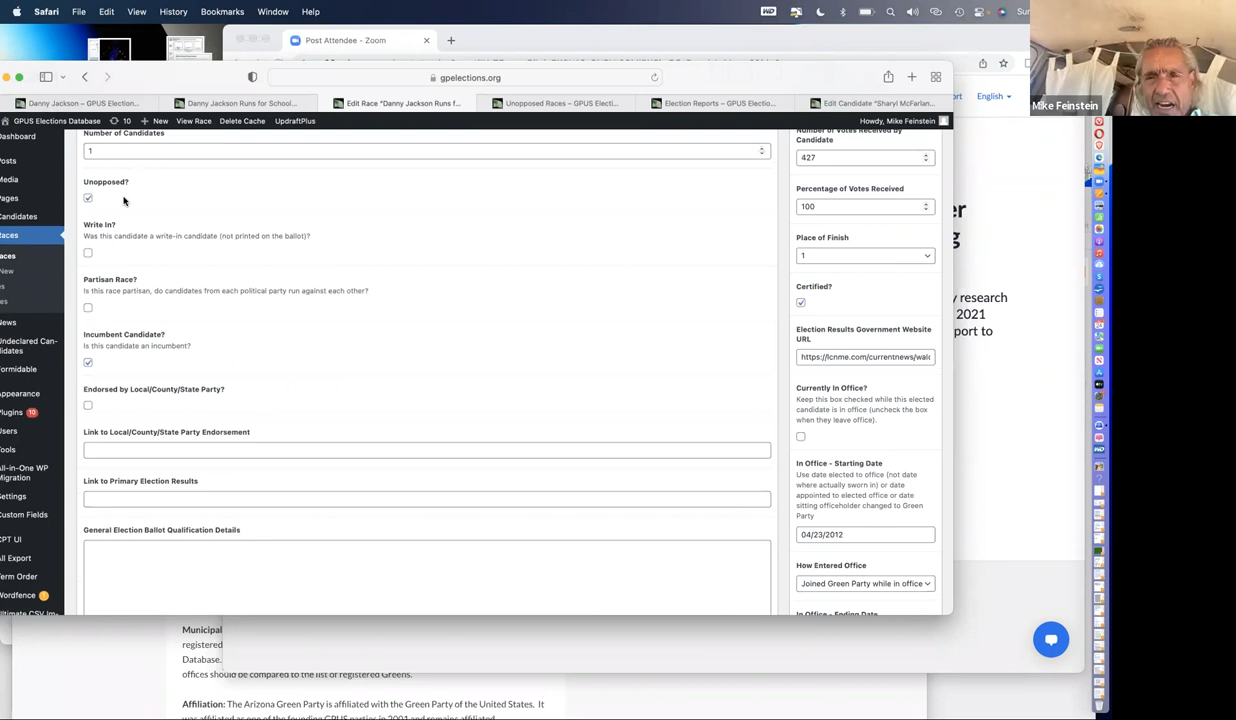 Safari File Edit View History Bookmarks Window Help
WD
Sun
Post Attendee - Zoom
gpelections.org
Danny Jackson – GPUS Election...
Danny Jackson Runs for School...
Edit Race “Danny Jackson Runs f...
Unopposed Races – GPUS Electi...
Election Reports – GPUS Electio...
Edit Candidate “Sharyl McFarlan...
English
Mike Feinstein
GPUS Elections Database 10 New View Race Delete Cache UpdraftPlus
Howdy, Mike Feinstein
Dashboard
Posts
Media
Pages
Candidates
Races
Races
New
News
Undeclared Can-
didates
Formidable
Appearance
Plugins 10
Users
Tools
All-in-One WP
Migration
Settings
Custom Fields
CPT UI
All Export
Term Order
Wordfence
Ultimate CSV Im-
Number of Candidates
1
Unopposed?
Write In?
Was this candidate a write-in candidate (not printed on the ballot)?
Partisan Race?
Is this race partisan, do candidates from each political party run against each other?
Incumbent Candidate?
Is this candidate an incumbent?
Endorsed by Local/County/State Party?
Link to Local/County/State Party Endorsement
Link to Primary Election Results
General Election Ballot Qualification Details
Number of Votes Received by
Candidate
427
Percentage of Votes Received
100
Place of Finish
1
Certified?
Election Results Government Website
URL
https://lcnme.com/currentnews/wald
Currently In Office?
Keep this box checked while this elected
candidate is in office (uncheck the box
when they leave office).
In Office - Starting Date
Use date elected to office (not date
where actually sworn in) or date
appointed to elected office or date
sitting officeholder changed to Green
Party
04/23/2012
How Entered Office
Joined Green Party while in office
In Office - Ending Date
research
2021
port to
Municipal
registered
Database.
offices should be compared to the list of registered Greens.
Affiliation: The Arizona Green Party is affiliated with the Green Party of the United States. It
was affiliated as one of the founding GPUS parties in 2001 and remains affiliated